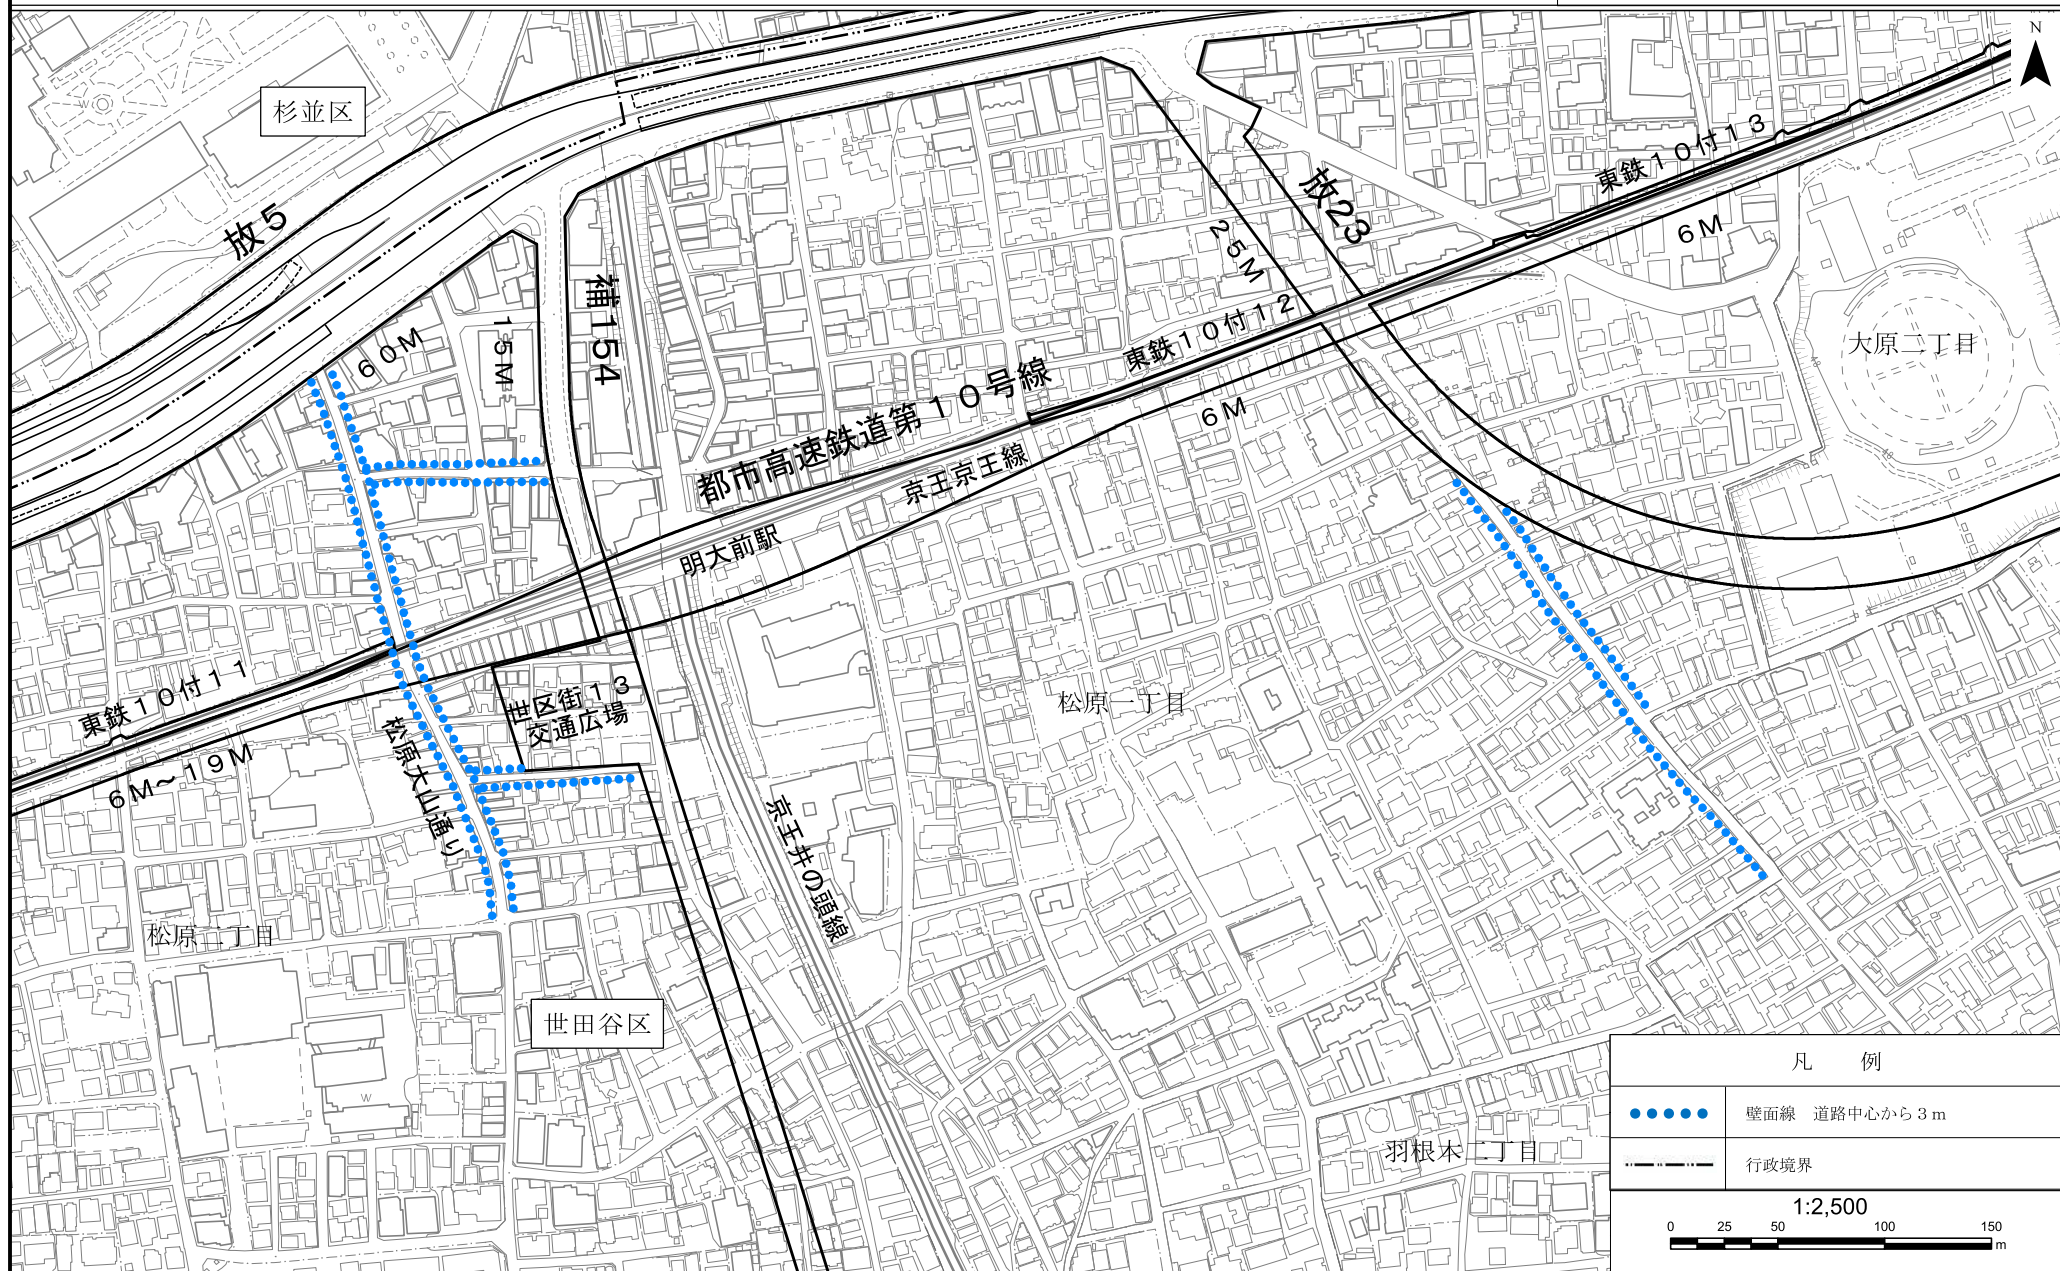 N
杉並区
放5
東鉄10付13
放23
25M
6M
補154
60M
15M
大原二丁目
東鉄10付12
都市高速鉄道第10号線
6M
京王京王線
明大前駅
東鉄10付11
世区街13
交通広場
松原一丁目
6M~19M
松原大山通り
京王井の頭線
松原二丁目
世田谷区
羽根木二丁目
凡 例
壁面線 道路中心から3m
行政境界
1:2,500
0 25 50 100 150
m